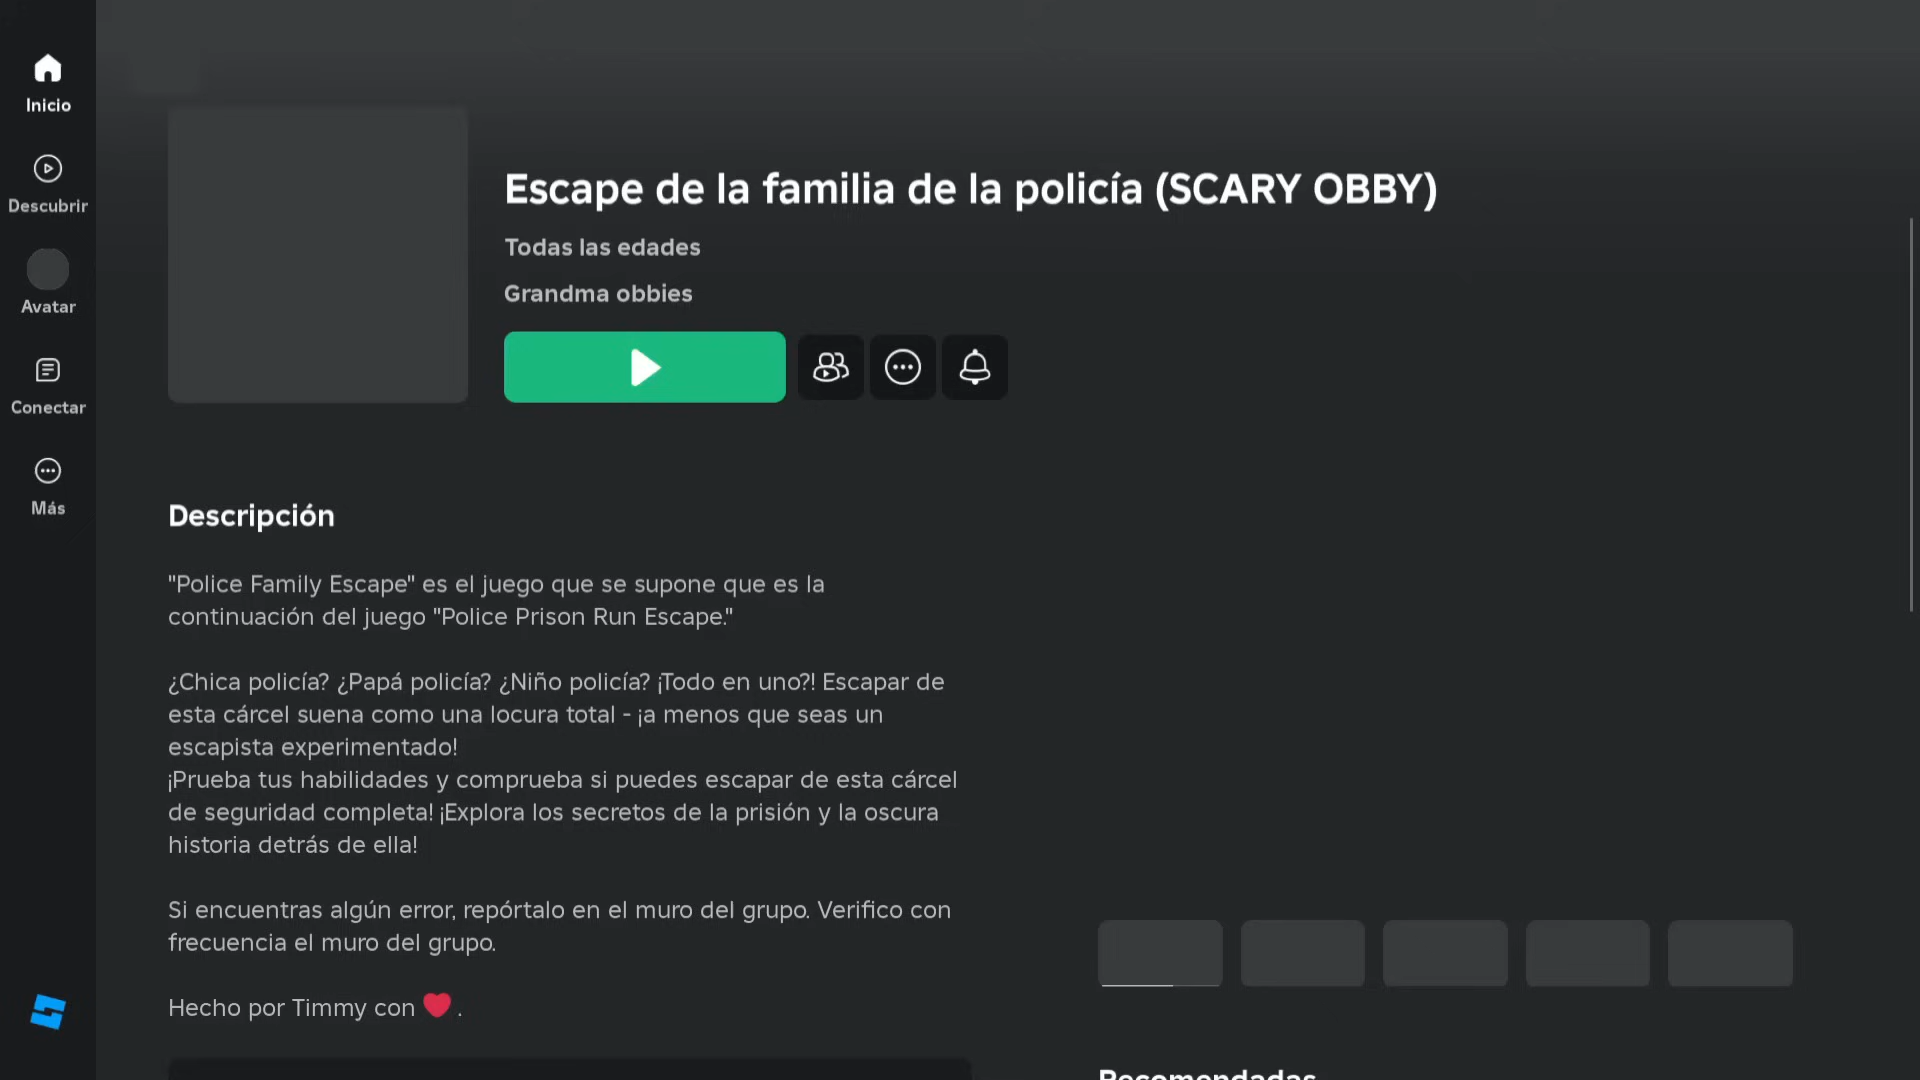 Inicio
Descubrir
Avatar
Conectar
Más
Escape de la familia de la policía (SCARY OBBY)
Todas las edades
Grandma obbies
Descripción
"Police Family Escape" es el juego que se supone que es la
continuación del juego "Police Prison Run Escape."
¿Chica policía? ¿Papá policía? ¿Niño policía? ¡Todo en uno?! Escapar de
esta cárcel suena como una locura total - ¡a menos que seas un
escapista experimentado!
¡Prueba tus habilidades y comprueba si puedes escapar de esta cárcel
de seguridad completa! ¡Explora los secretos de la prisión y la oscura
historia detrás de ella!
Si encuentras algún error, repórtalo en el muro del grupo. Verifico con
frecuencia el muro del grupo.
Hecho por Timmy con ❤️ .
Recomendadas